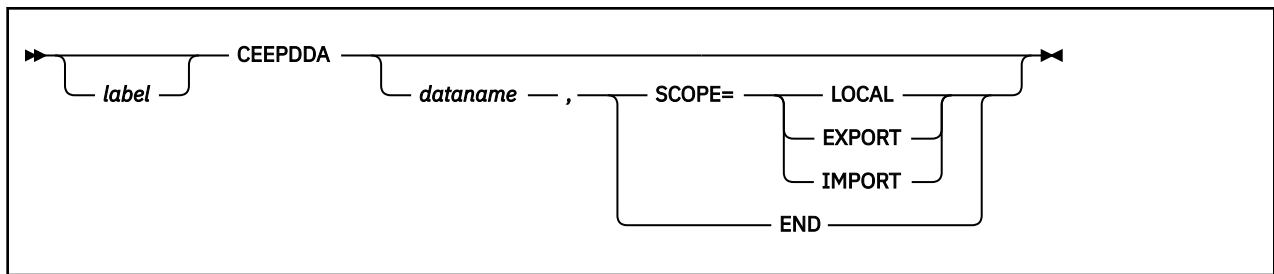 CEEPDDA
label
dataname , SCOPE= LOCAL
EXPORT
IMPORT
END